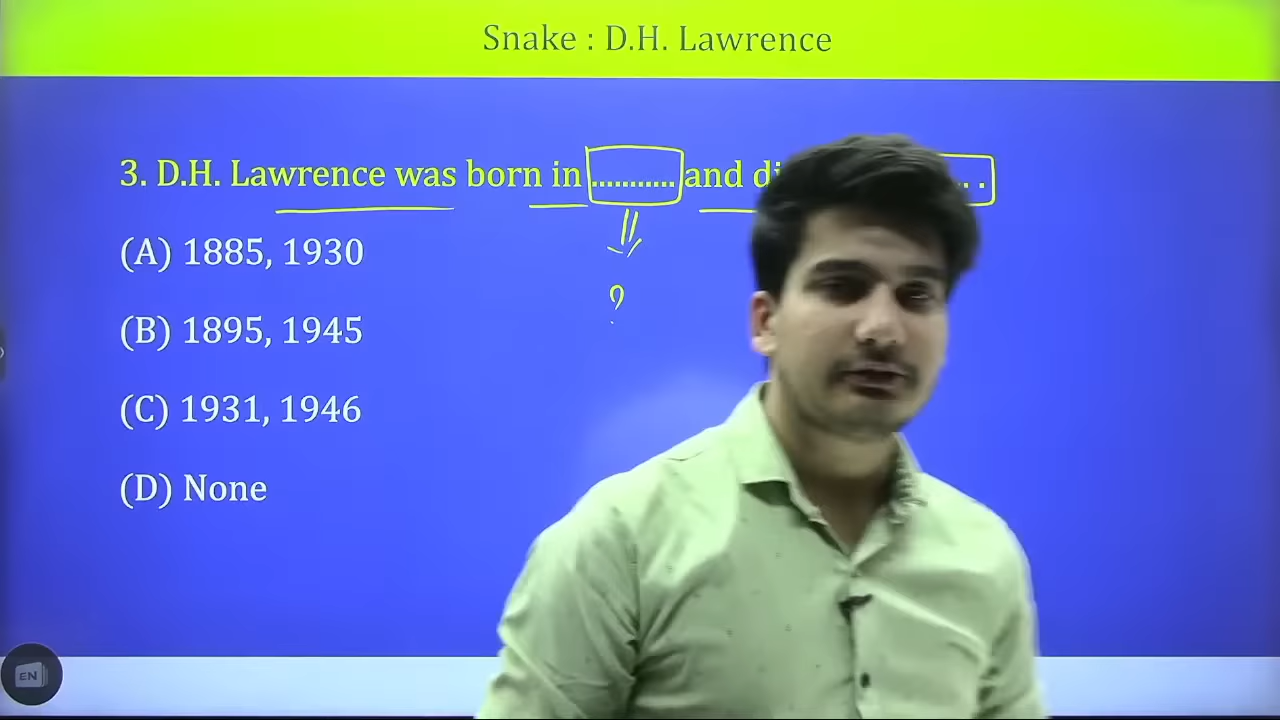 Snake : D.H. Lawrence
3. D.H. Lawrence was born in ........... and di . .
(A) 1885, 1930
?
(B) 1895, 1945
(C) 1931, 1946
(D) None
EN